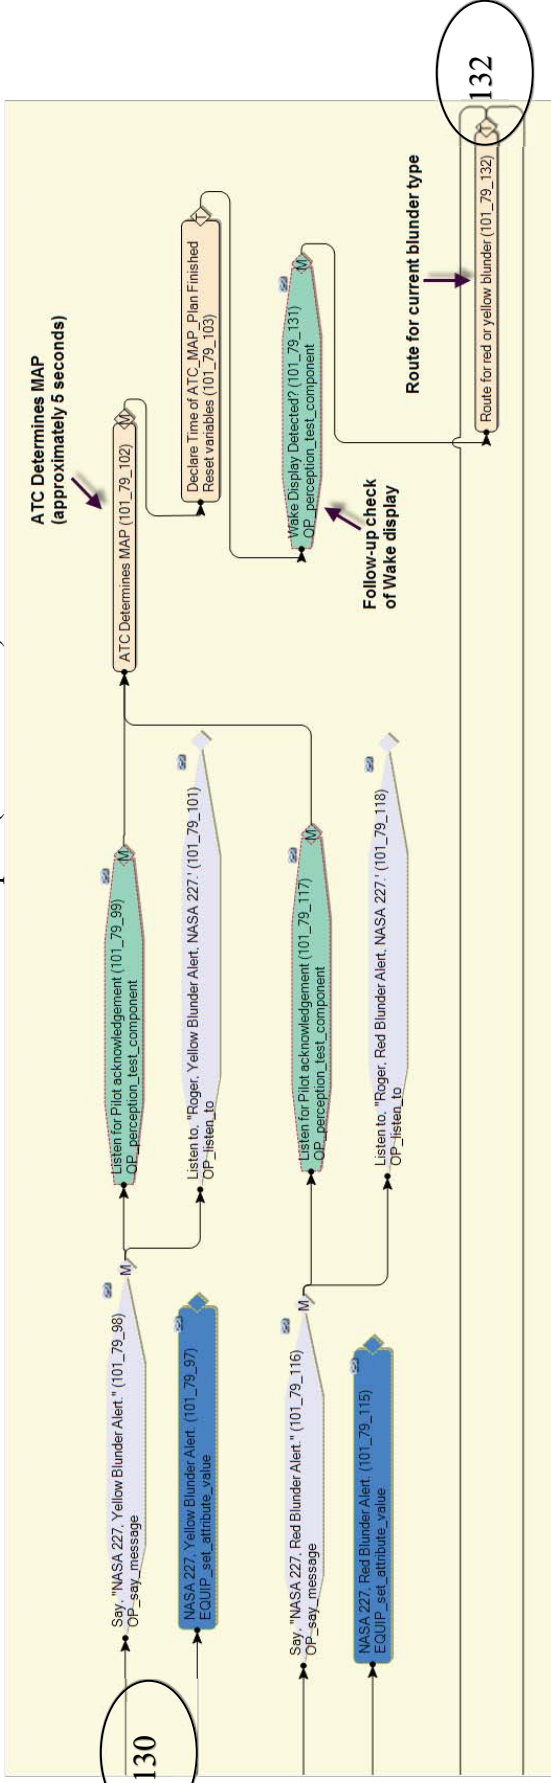 130
Say, "NASA 227, Yellow Blunder Alert." (101_79_98)
OP_say_message
M
NASA 227, Yellow Blunder Alert. (101_79_97)
EQUIP_set_attribute_value
Say, "NASA 227, Red Blunder Alert." (101_79_116)
OP_say_message
M
NASA 227, Red Blunder Alert. (101_79_115)
EQUIP_set_attribute_value
Listen for Pilot acknowledgement (101_79_99)
OP_perception_test_component
M
Listen to, "Roger, Yellow Blunder Alert, NASA 227.' (101_79_101)
OP_listen_to
Listen for Pilot acknowledgement (101_79_117)
OP_perception_test_component
M
Listen to, "Roger, Red Blunder Alert, NASA 227.' (101_79_118)
OP_listen_to
ATC Determines MAP
(approximately 5 seconds)
ATC Determines MAP (101_79_102)
M
Declare Time of ATC_MAP_Plan Finished
Reset variables (101_79_103)
T
Wake Display Detected? (101_79_131)
OP_perception_test_component
M
Follow-up check
of Wake display
Route for current blunder type
Route for red or yellow blunder (101_79_132)
T
132